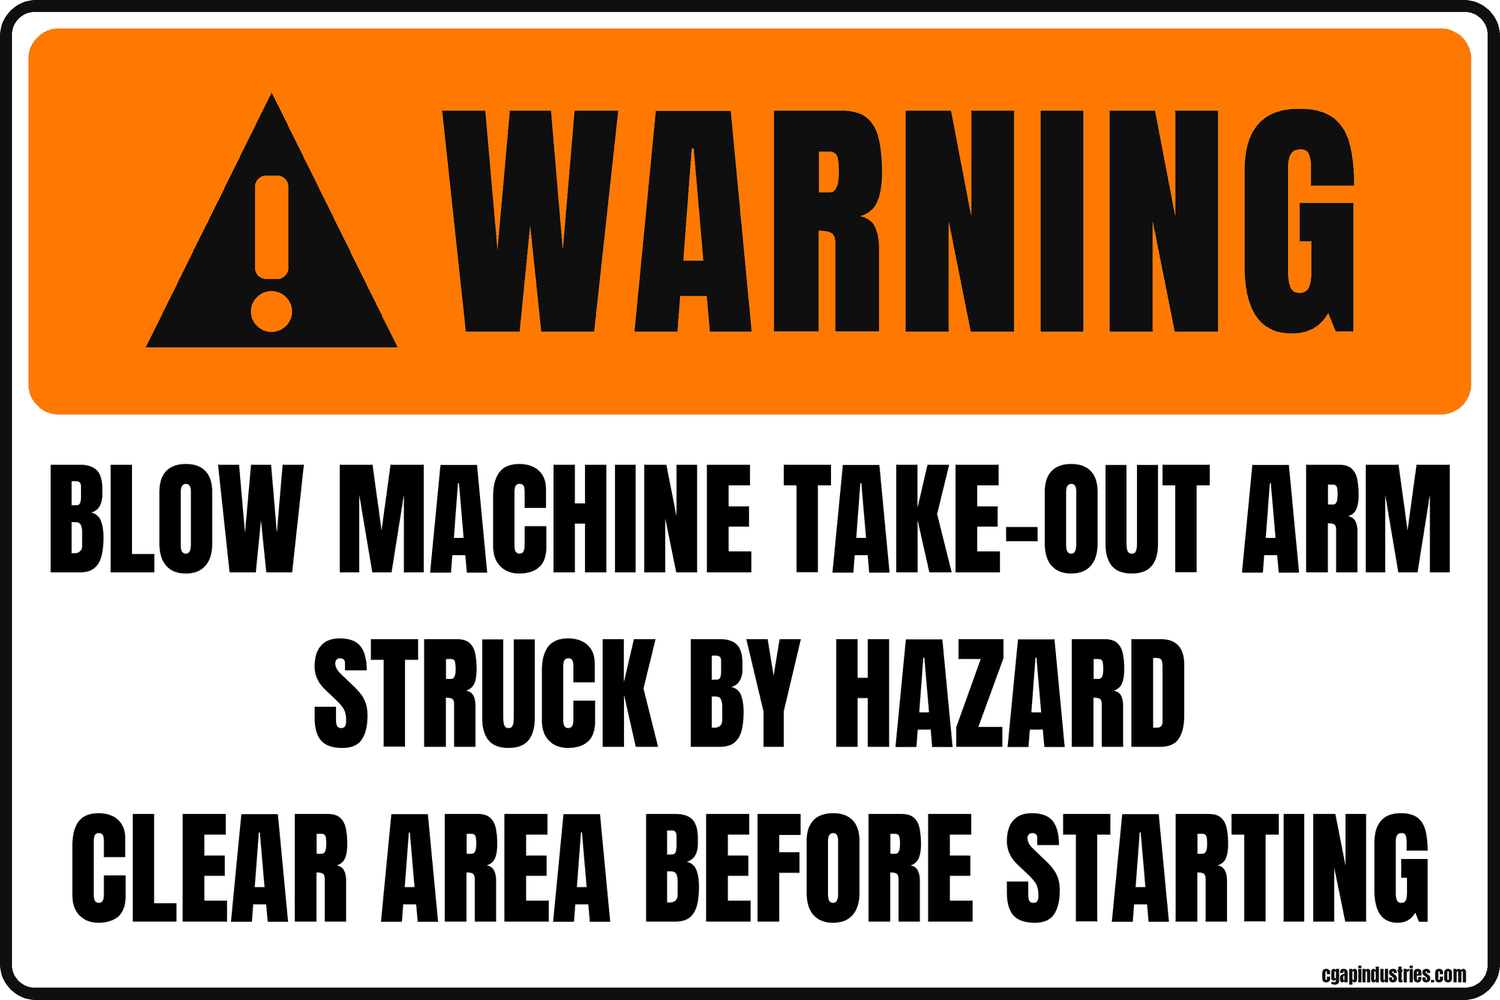 WARNING
BLOW MACHINE TAKE-OUT ARM
STRUCK BY HAZARD
CLEAR AREA BEFORE STARTING
cgapindustries.com